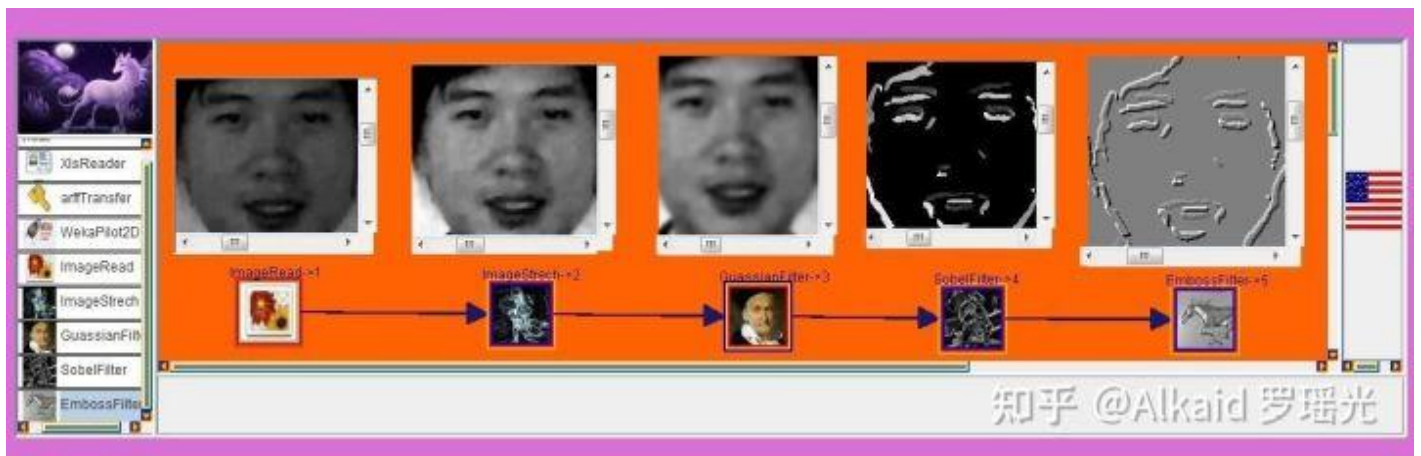 XlsReader
arffTransfer
WekaPilot2D
ImageRead
ImageStrech
GuassianFilt
SobelFilter
EmbossFilter
ImageRead->1
ImageStrech->2
GuassianFilter->3
SobelFilter->4
EmbossFilter->5
知乎 @Alkaid 罗瑶光